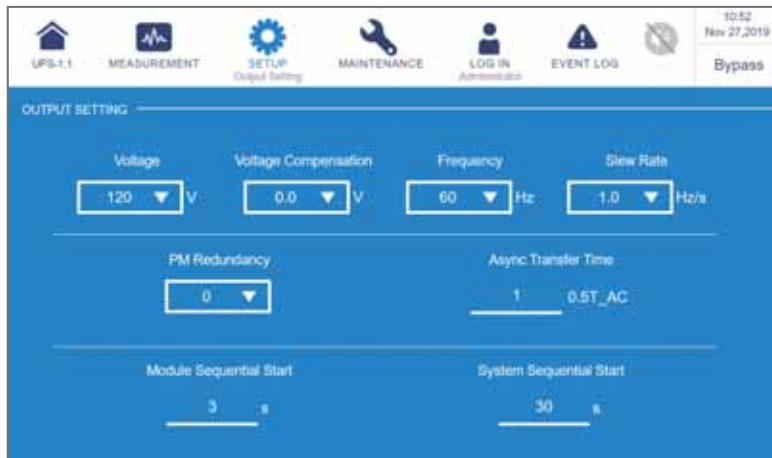 10:52
Nov 27,2019
UPS-1.1 MEASUREMENT SETUP MAINTENANCE LOG IN EVENT LOG Bypass
Output Setting Administrator
OUTPUT SETTING
Voltage Voltage Compensation Frequency Slew Rate
120 V 0.0 V 60 Hz 1.0 Hz/s
PM Redundancy Async Transfer Time
0 1 0.5T_AC
Module Sequential Start System Sequential Start
3 s 30 s